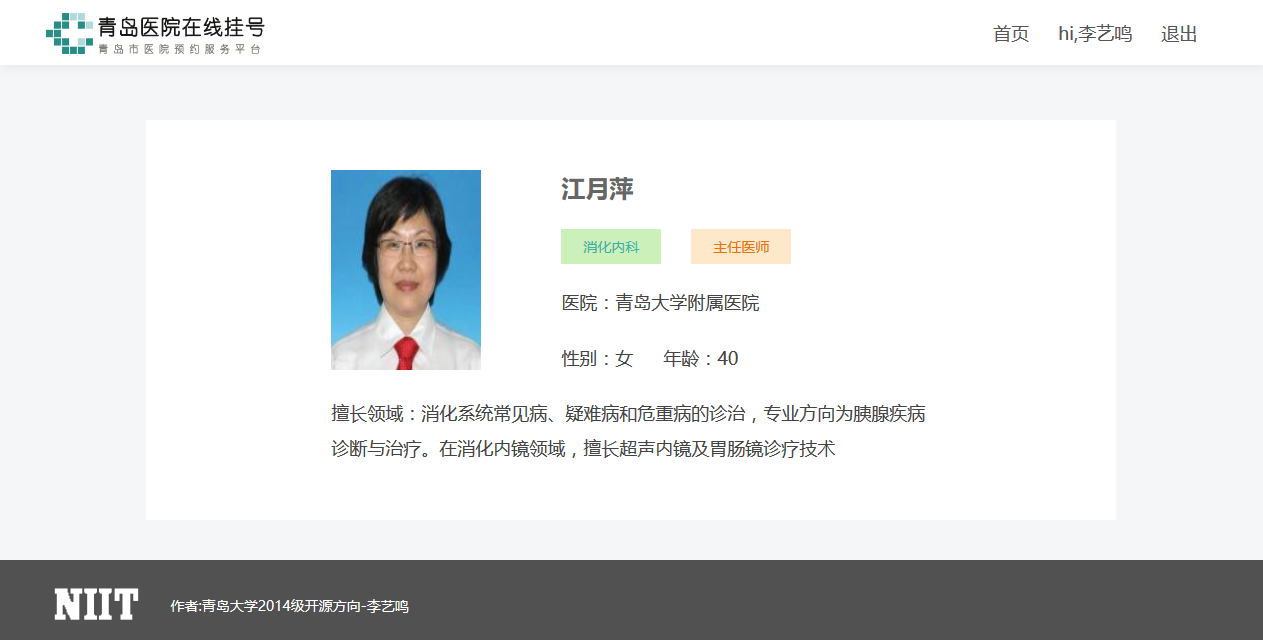 青岛医院在线挂号
青岛市医院预约服务平台
首页 hi,李艺鸣 退出
江月萍
消化内科 主任医师
医院：青岛大学附属医院
性别：女 年龄：40
擅长领域：消化系统常见病、疑难病和危重病的诊治，专业方向为胰腺疾病
诊断与治疗。在消化内镜领域，擅长超声内镜及胃肠镜诊疗技术
NIIT 作者:青岛大学2014级开源方向-李艺鸣